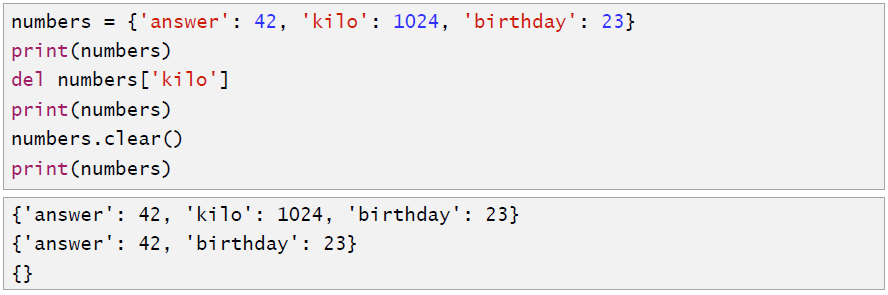 numbers = {'answer': 42, 'kilo': 1024, 'birthday': 23}
print(numbers)
del numbers['kilo']
print(numbers)
numbers.clear()
print(numbers)
{'answer': 42, 'kilo': 1024, 'birthday': 23}
{'answer': 42, 'birthday': 23}
{}